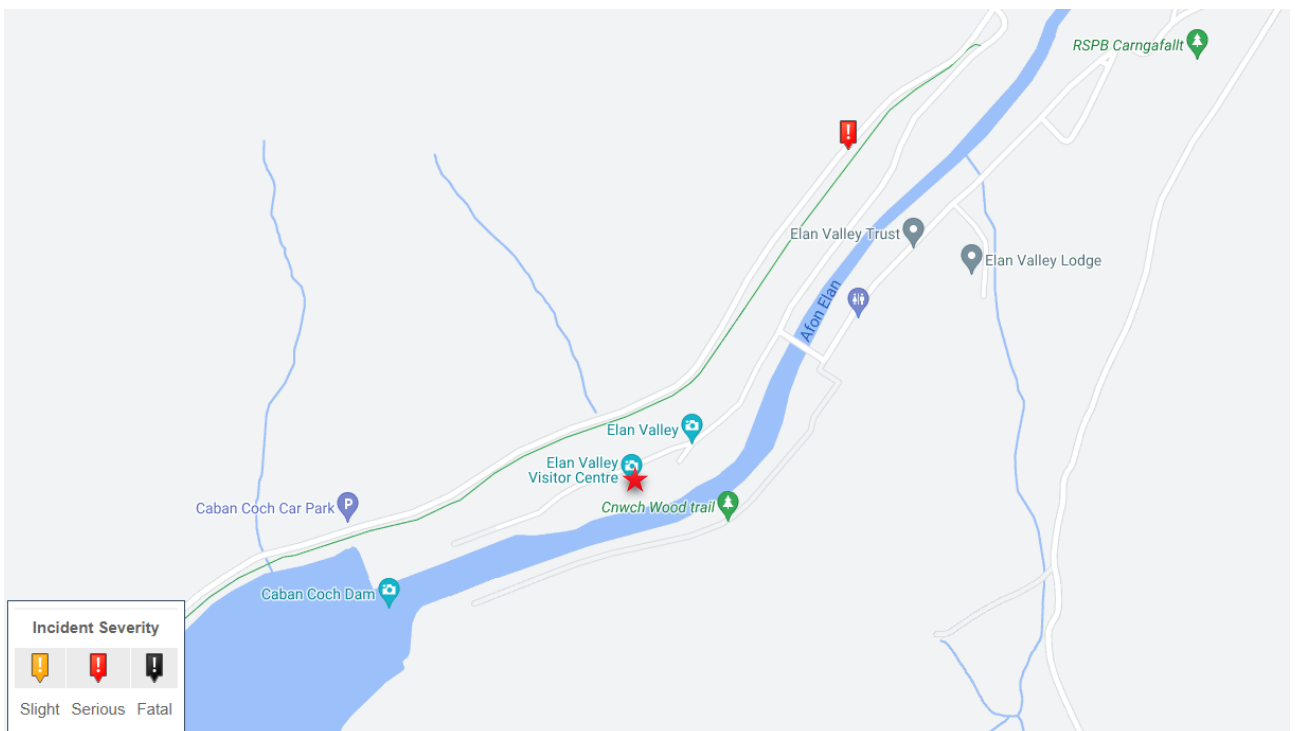 RSPB Carngafallt
Elan Valley Trust
Elan Valley Lodge
Afon Elan
Elan Valley
Elan Valley
Visitor Centre
Cnwch Wood trail
Caban Coch Car Park
P
Caban Coch Dam
Incident Severity
Slight Serious Fatal